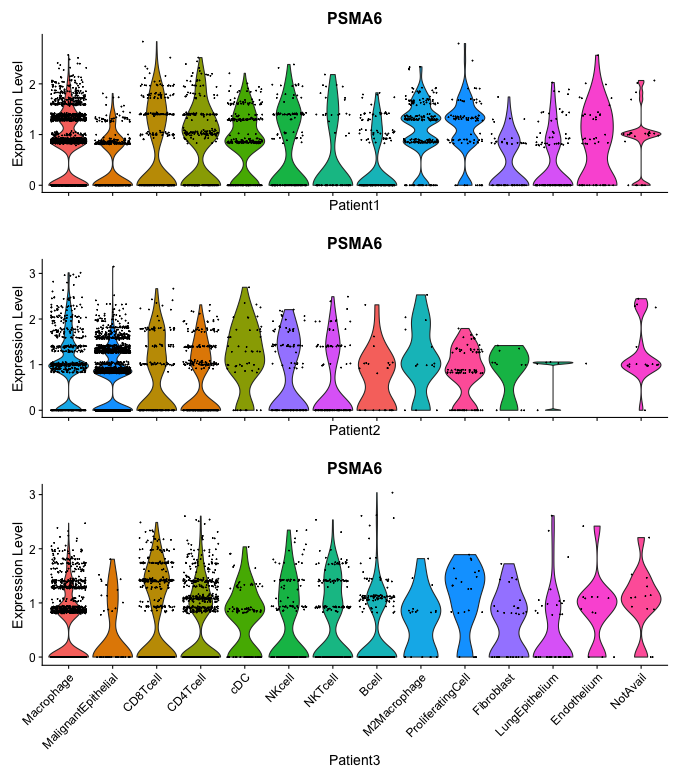 PSMA6
Expression Level
2
1
0
Patient1
PSMA6
Expression Level
3
2
1
0
Patient2
PSMA6
Expression Level
3
2
1
0
Macrophage
MalignantEpithelial
CD8Tcell
CD4Tcell
cDC
NKcell
NKTcell
Bcell
M2Macrophage
ProliferatingCell
Fibroblast
LungEpithelium
Endothelium
NotAvail
Patient3